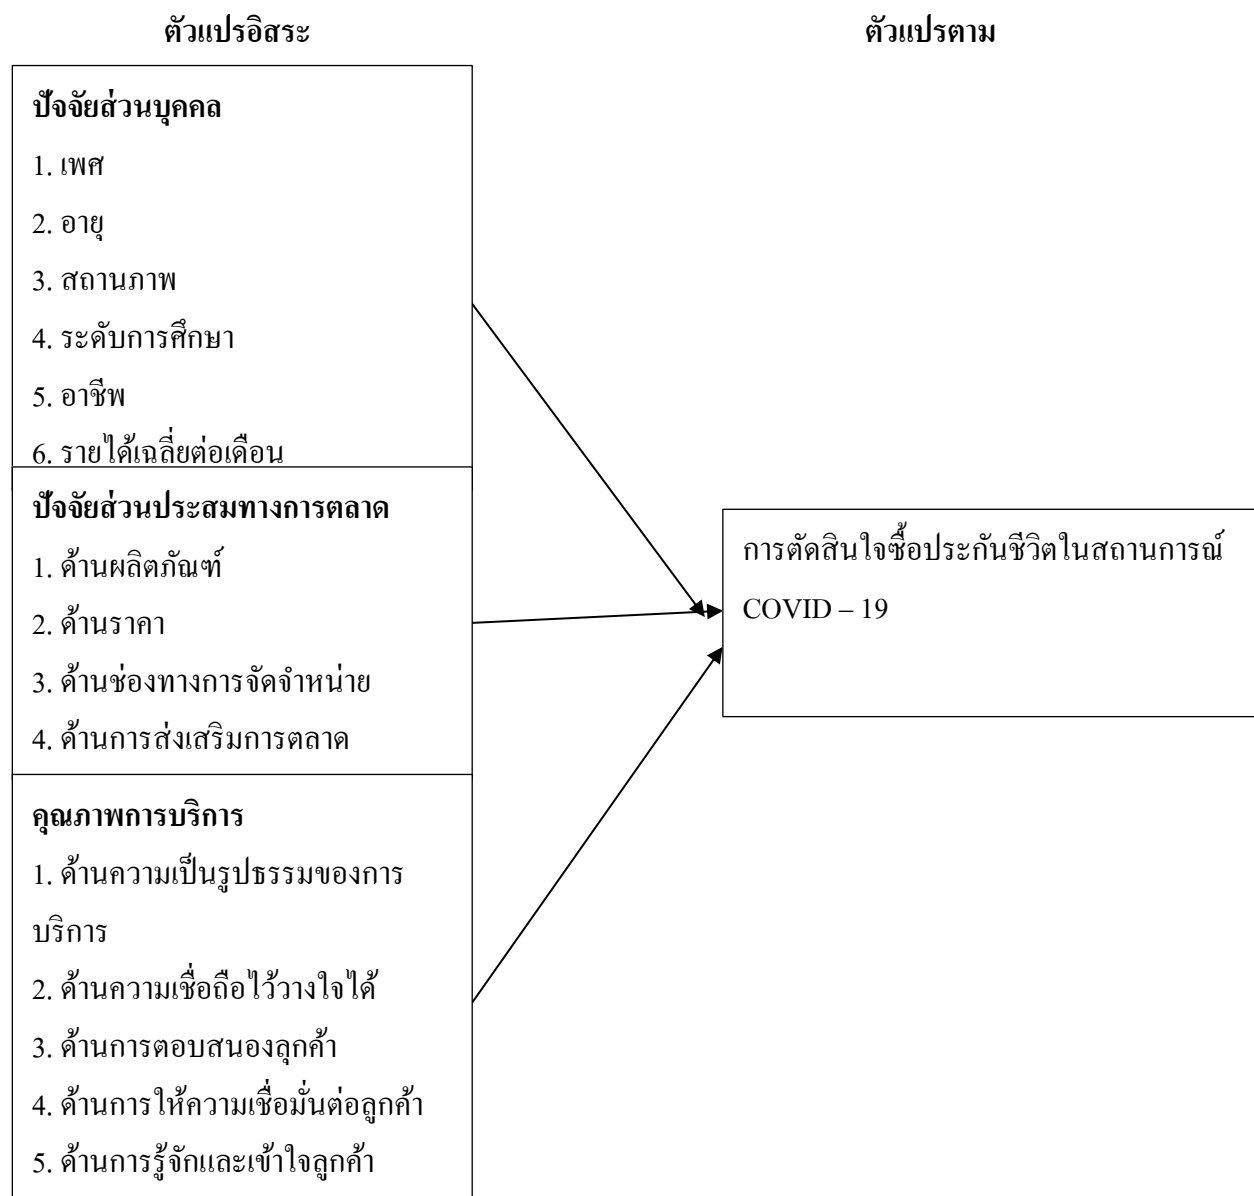 ตัวแปรอิสระ
ตัวแปรตาม
ปัจจัยส่วนบุคคล
1. เพศ
2. อายุ
3. สถานภาพ
4. ระดับการศึกษา
5. อาชีพ
6. รายได้เฉลี่ยต่อเดือน
ปัจจัยส่วนประสมทางการตลาด
1. ด้านผลิตภัณฑ์
2. ด้านราคา
3. ด้านช่องทางการจัดจำหน่าย
4. ด้านการส่งเสริมการตลาด
คุณภาพการบริการ
1. ด้านความเป็นรูปธรรมของการ
บริการ
2. ด้านความเชื่อถือไว้วางใจได้
3. ด้านการตอบสนองลุกค้า
4. ด้านการให้ความเชื่อมั่นต่อลูกค้า
5. ด้านการรู้จักและเข้าใจลูกค้า
การตัดสินใจซื้อประกันชีวิตในสถานการณ์
COVID – 19